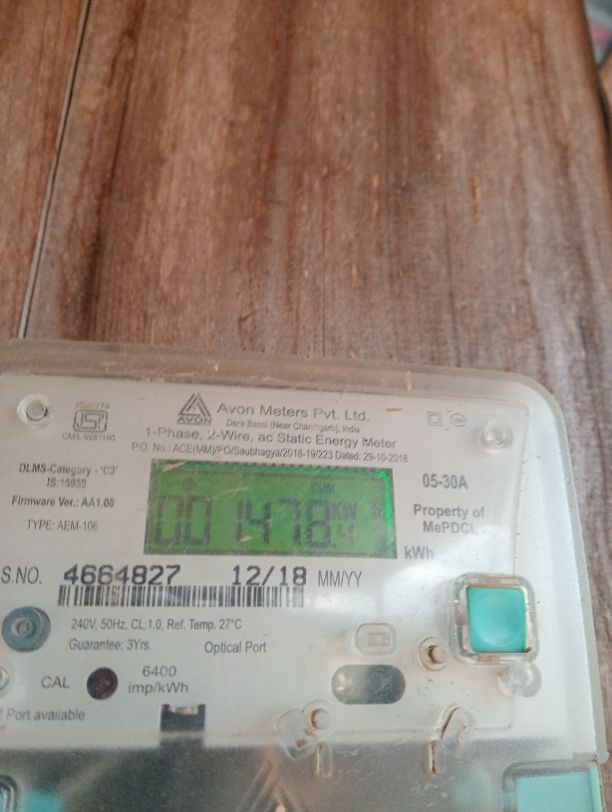 Avon Meters Pvt. Ltd.
AVON
Dera Bassi (Near Chandigarh), India
1-Phase, 2-Wire, ac Static Energy Meter
P.O. No.: ACE(MM)/PO/Saubhagya/2018-19/223 Dated: 29-10-2018
DLMS-Category - 'C3'
IS:15959
Firmware Ver.: AA1.00
TYPE: AEM-106
CUM
001478.4
kW h
05-30A
Property of
MePDCL
kWh
S.NO. 4664827 12/18 MM/YY
240V, 50Hz, CL:1.0, Ref. Temp. 27°C
Guarantee: 3Yrs. Optical Port
CAL
6400
imp/kWh
Port available